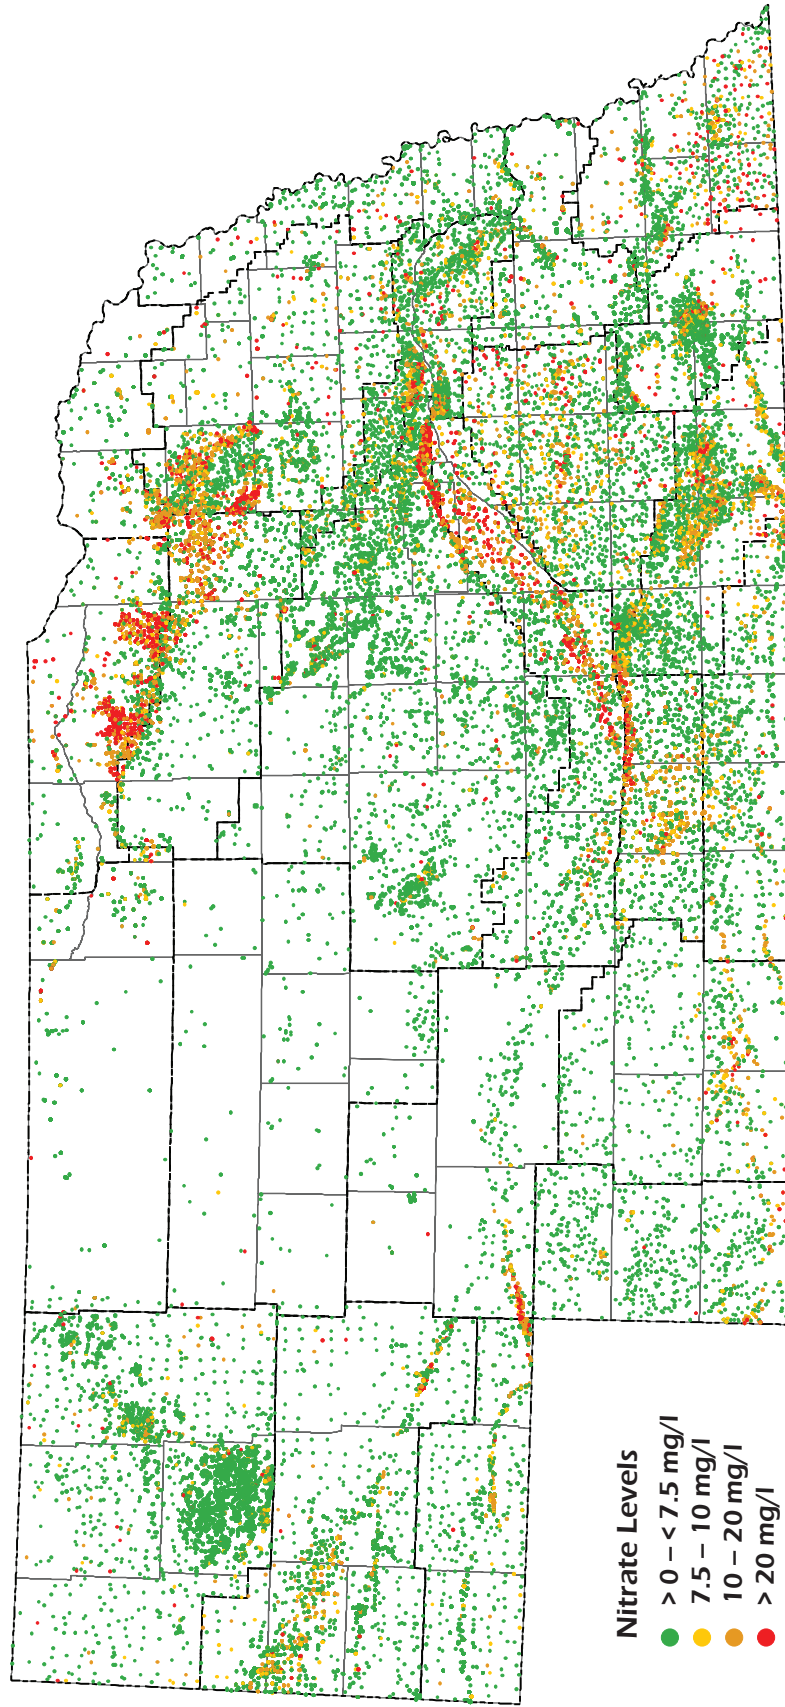 Nitrate Levels
> 0 – < 7.5 mg/l
7.5 – 10 mg/l
10 – 20 mg/l
> 20 mg/l